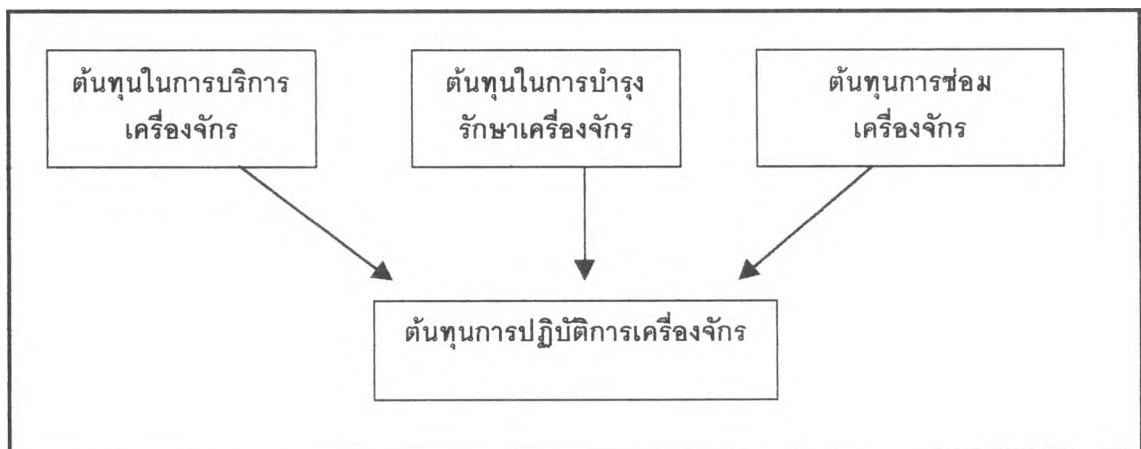 ต้นทุนในการบริการ
เครื่องจักร
ต้นทุนในการบำรุง
รักษาเครื่องจักร
ต้นทุนการซ่อม
เครื่องจักร
ต้นทุนการปฏิบัติการเครื่องจักร